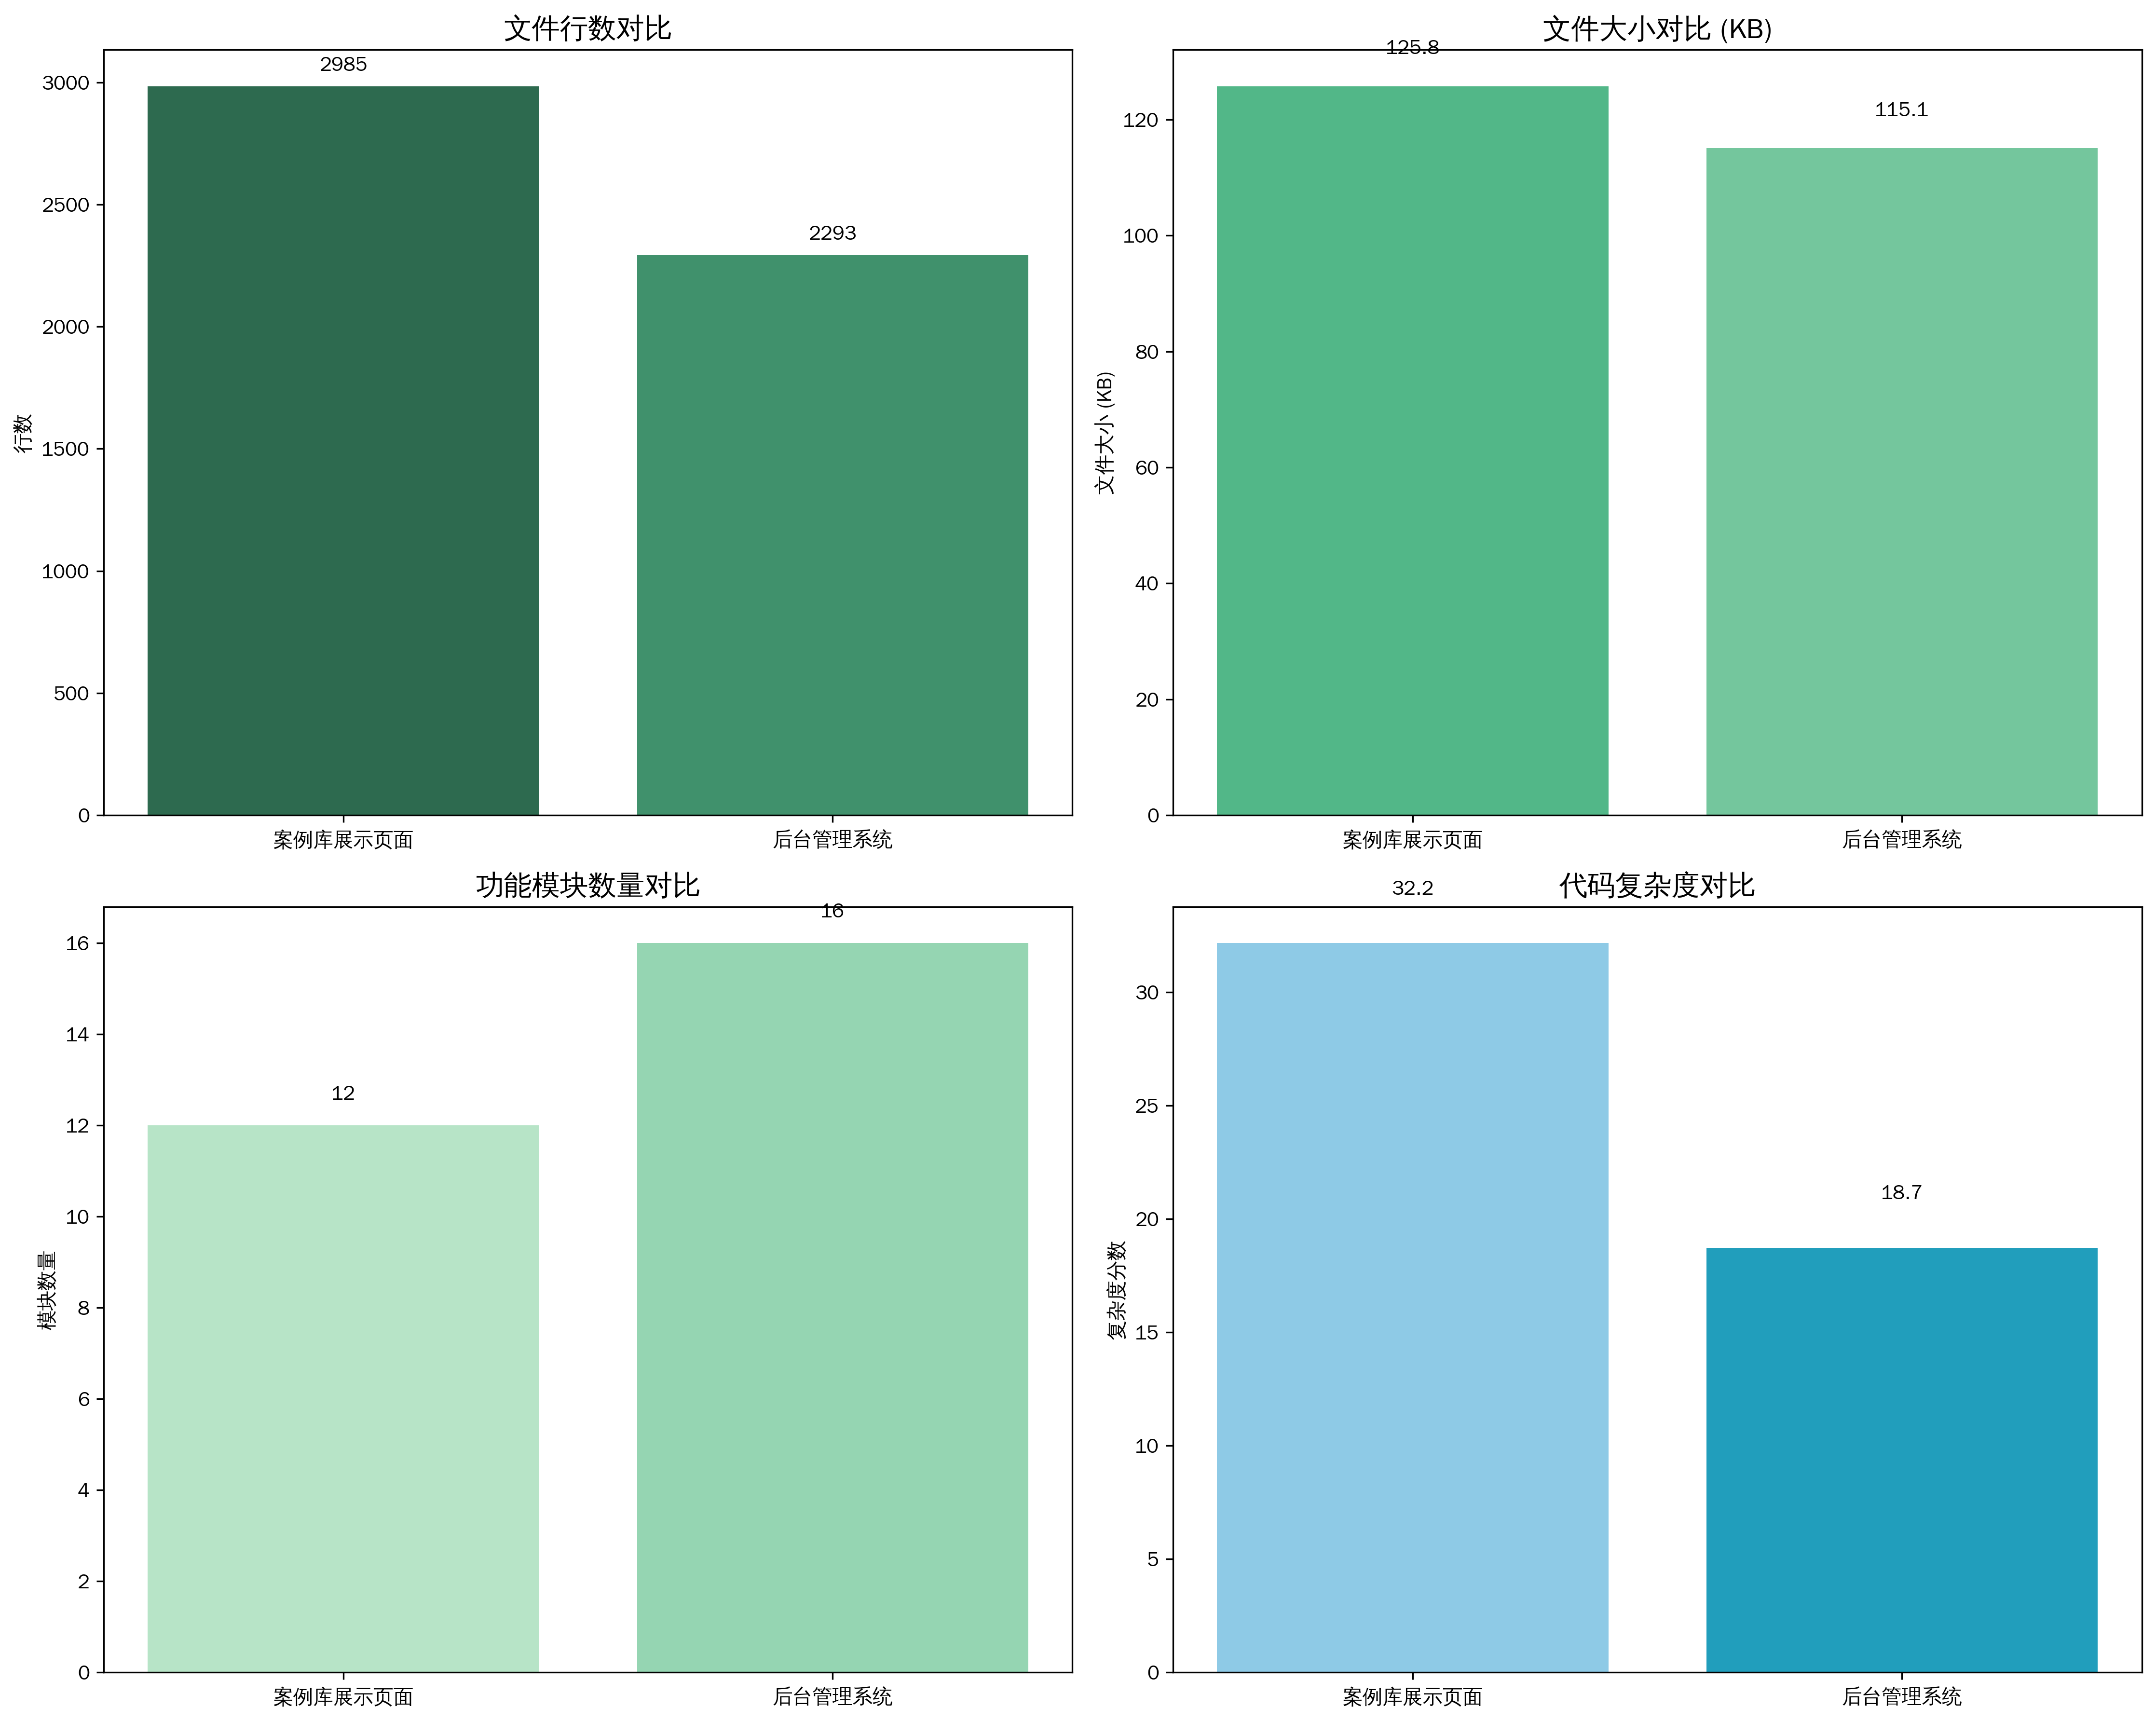 文件行数对比
2985
3000
2293
2500
2000
行数
1500
1000
500
0
案例库展示页面
后台管理系统
文件大小对比 (KB)
125.8
115.1
120
100
80
文件大小 (KB)
60
40
20
0
案例库展示页面
后台管理系统
功能模块数量对比
16
16
14
12
12
10
模块数量
8
6
4
2
0
案例库展示页面
后台管理系统
代码复杂度对比
32.2
30
25
18.7
20
复杂度分数
15
10
5
0
案例库展示页面
后台管理系统